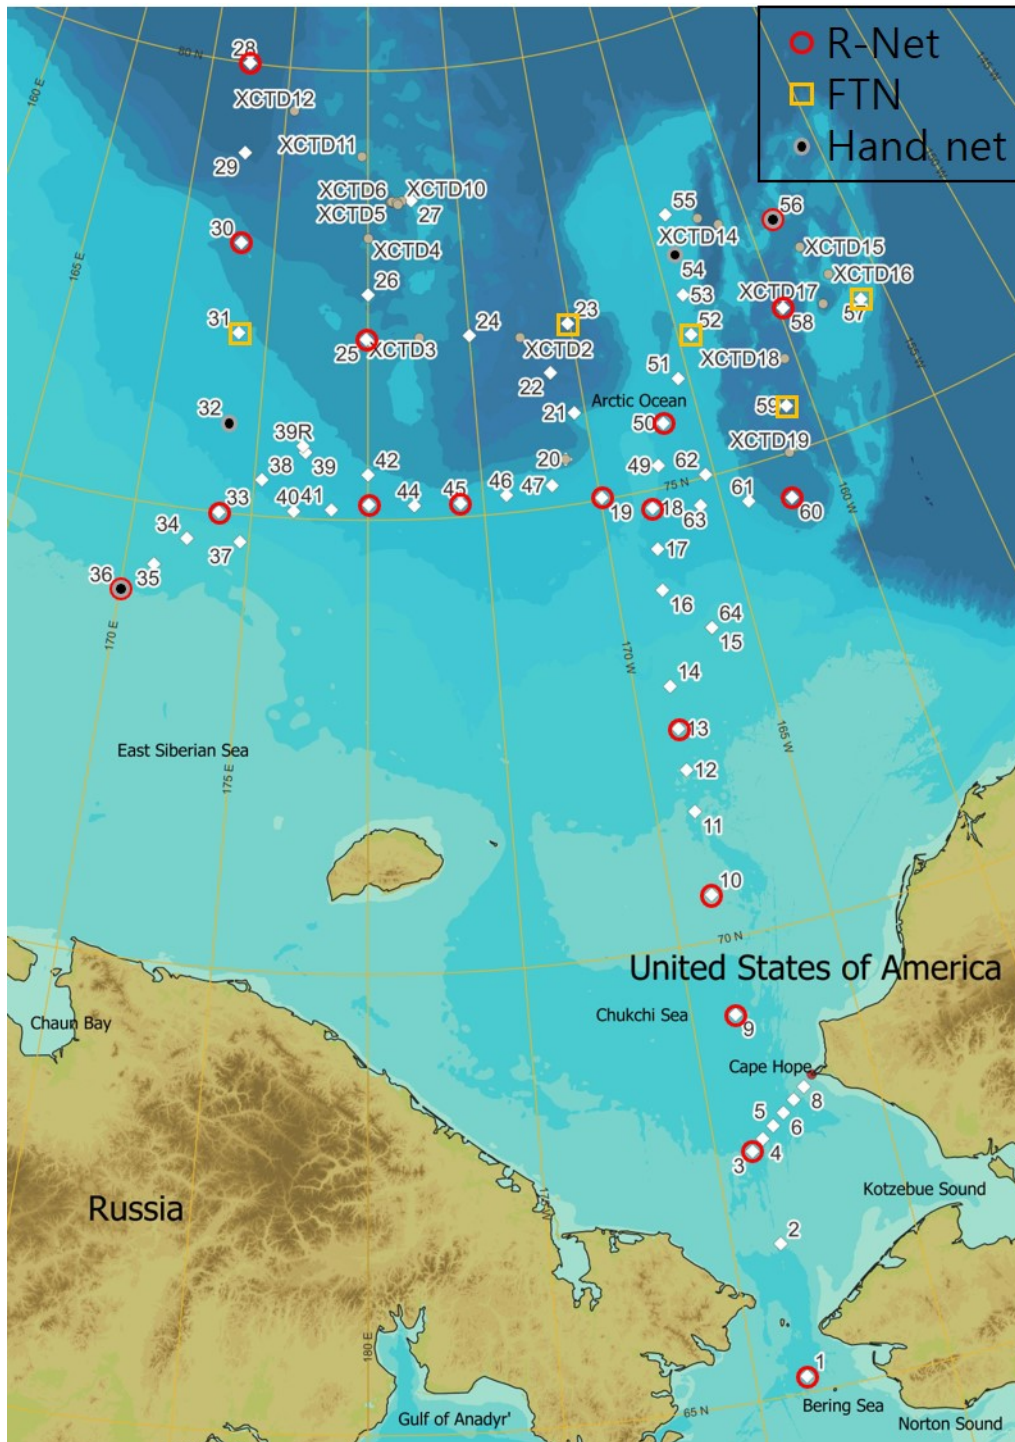 R-Net
FTN
Hand net
80 N
28
145 W
160 E
XCTD12
150 W
XCTD11
29
XCTD6
XCTD10
XCTD5
27
55
56
30
XCTD4
XCTD14
XCTD15
165 E
54
XCTD16
26
53
XCTD17
57
31
23
52
58
24
25
XCTD3
XCTD2
155 W
22
51
XCTD18
Arctic Ocean
59
32
21
50
39R
XCTD19
39
38
42
20
49
62
46
47
75 N
61
160 W
33
40
41
44
45
19
18
63
60
34
37
17
36
35
16
64
170 E
15
170 W
14
13
165 W
East Siberian Sea
12
175 E
11
10
70 N
United States of America
Chaun Bay
Chukchi Sea
9
Cape Hope
8
5
6
4
3
Kotzebue Sound
Russia
175 W
2
180 E
1
Bering Sea
65 N
Gulf of Anadyr'
Norton Sound